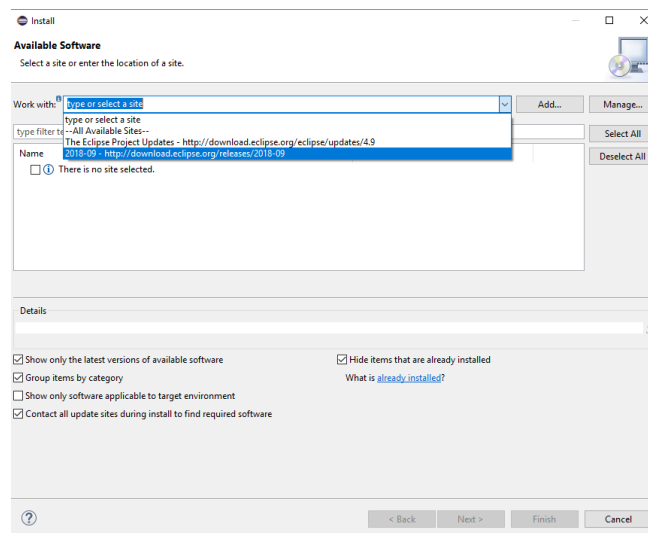 Install
Available Software
Select a site or enter the location of a site.
Work with: type or select a site Add... Manage...
type or select a site
--All Available Sites--
The Eclipse Project Updates - http://download.eclipse.org/eclipse/updates/4.9
2018-09 - http://download.eclipse.org/releases/2018-09
type filter te Select All
Name Deselect All
There is no site selected.
Details
Show only the latest versions of available software Hide items that are already installed
Group items by category What is already installed?
Show only software applicable to target environment
Contact all update sites during install to find required software
< Back Next > Finish Cancel